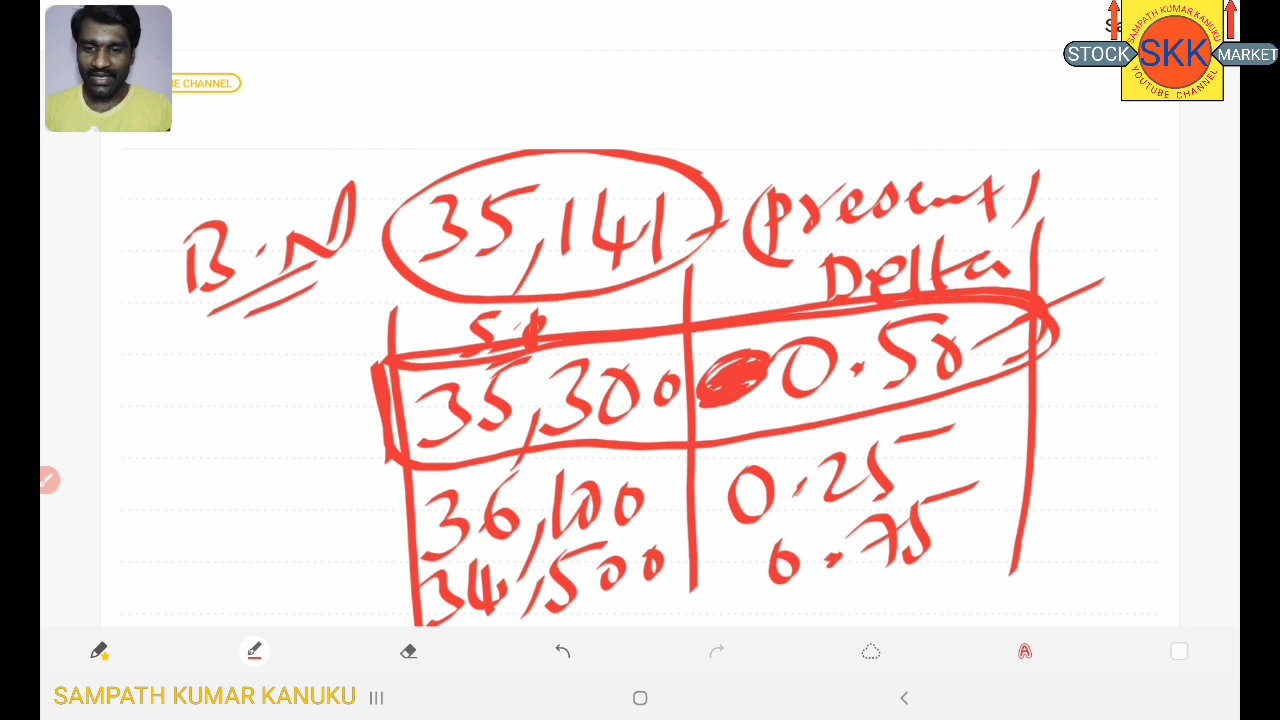 SAMPATH KUMAR KANUKU
STOCK SKK MARKET
YOUTUBE CHANNEL
CHANNEL
B.N 35,141 (present)
Delta
S.P
35,300 0.50
36,100 0.25
34,500 0.75
A
SAMPATH KUMAR KANUKU